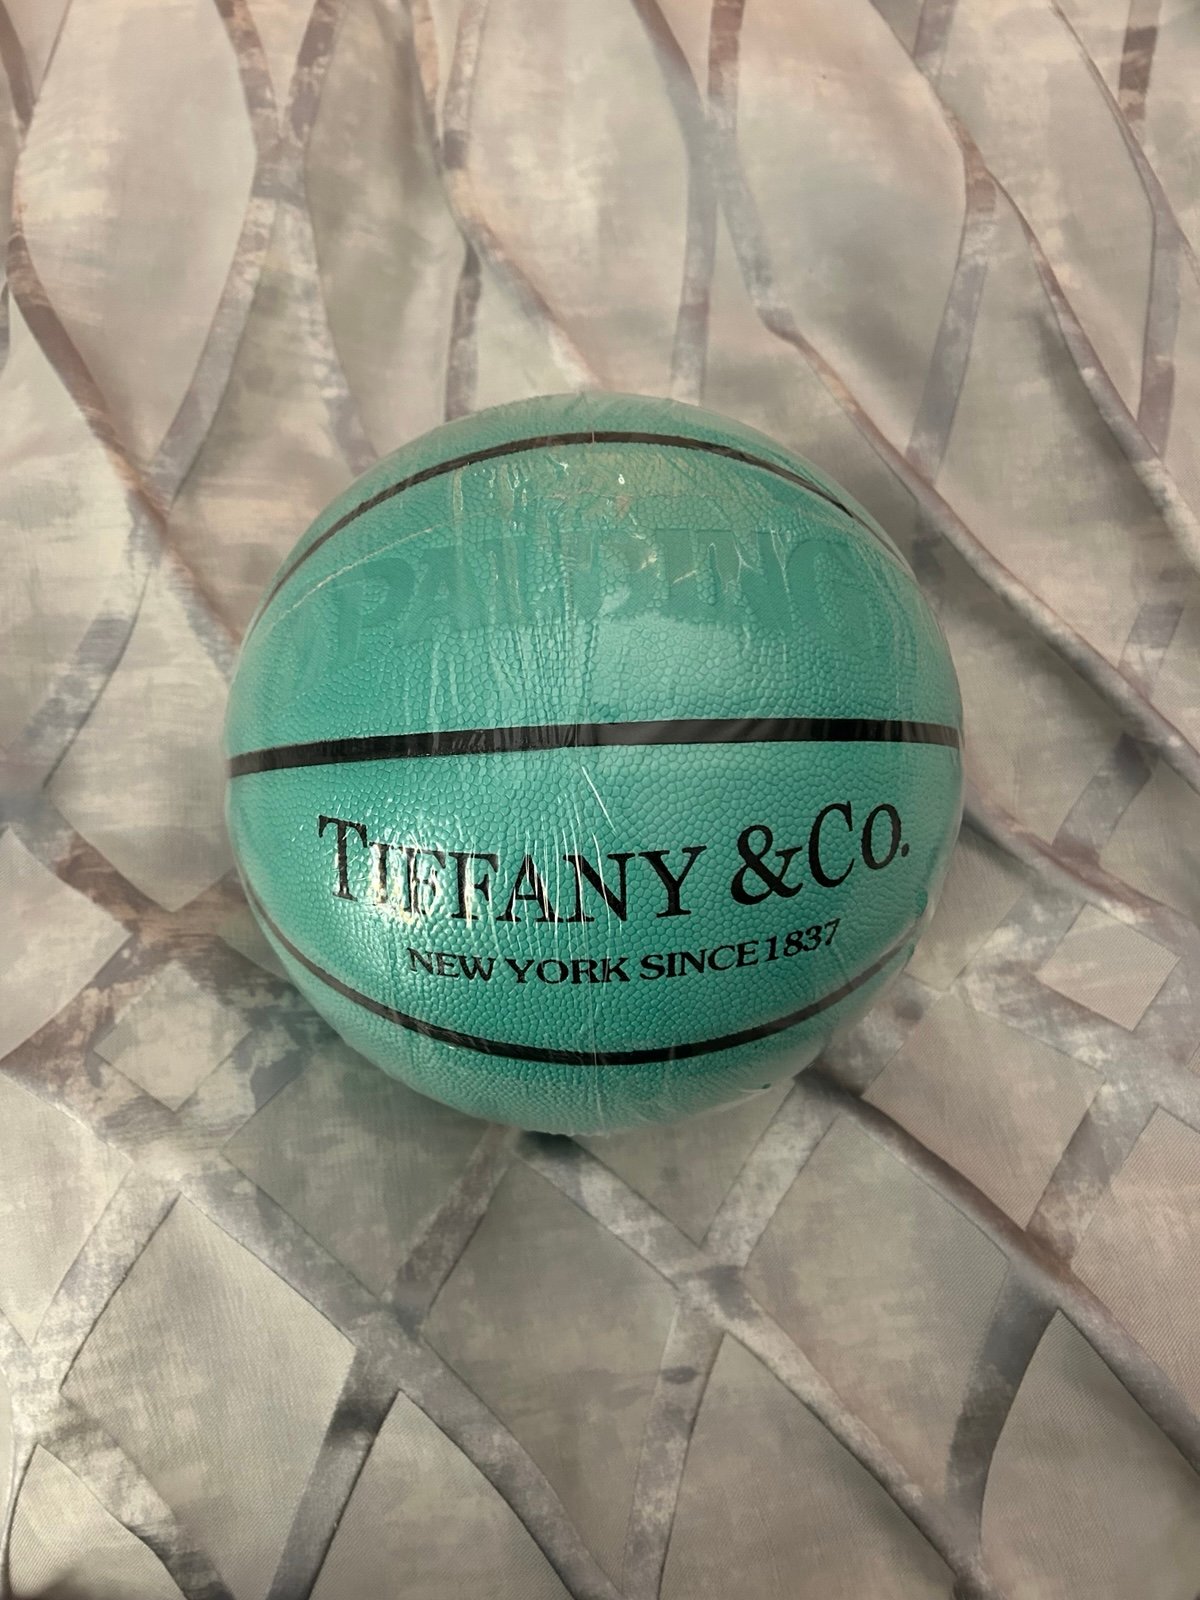 SPALDING
TIFFANY & CO.
NEW YORK SINCE 1837